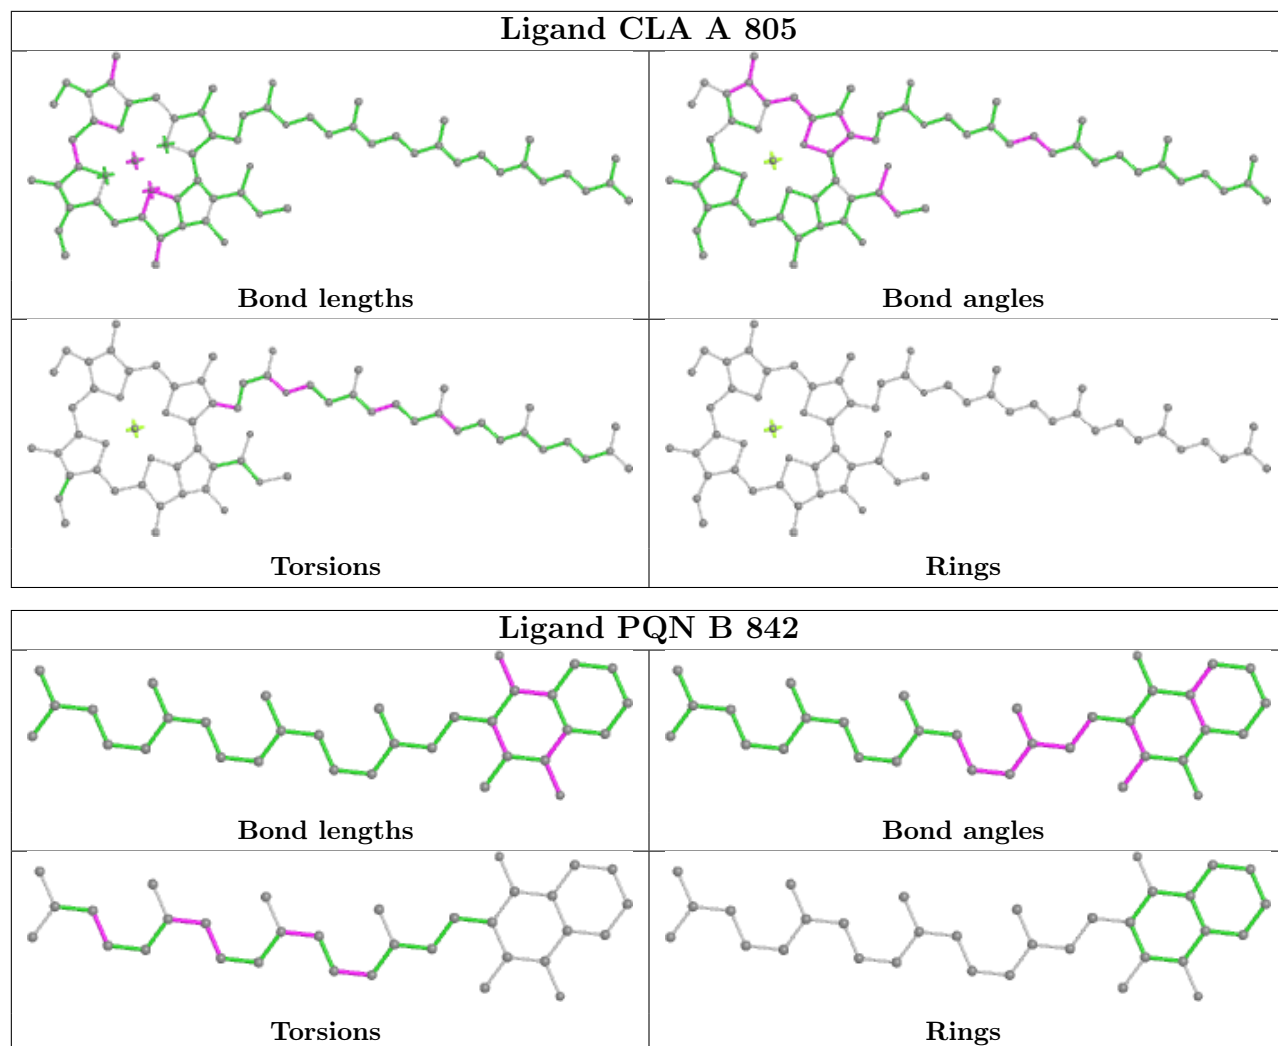 Ligand CLA A 805
Bond lengths
Bond angles
Torsions
Rings
Ligand PQN B 842
Bond lengths
Bond angles
Torsions
Rings